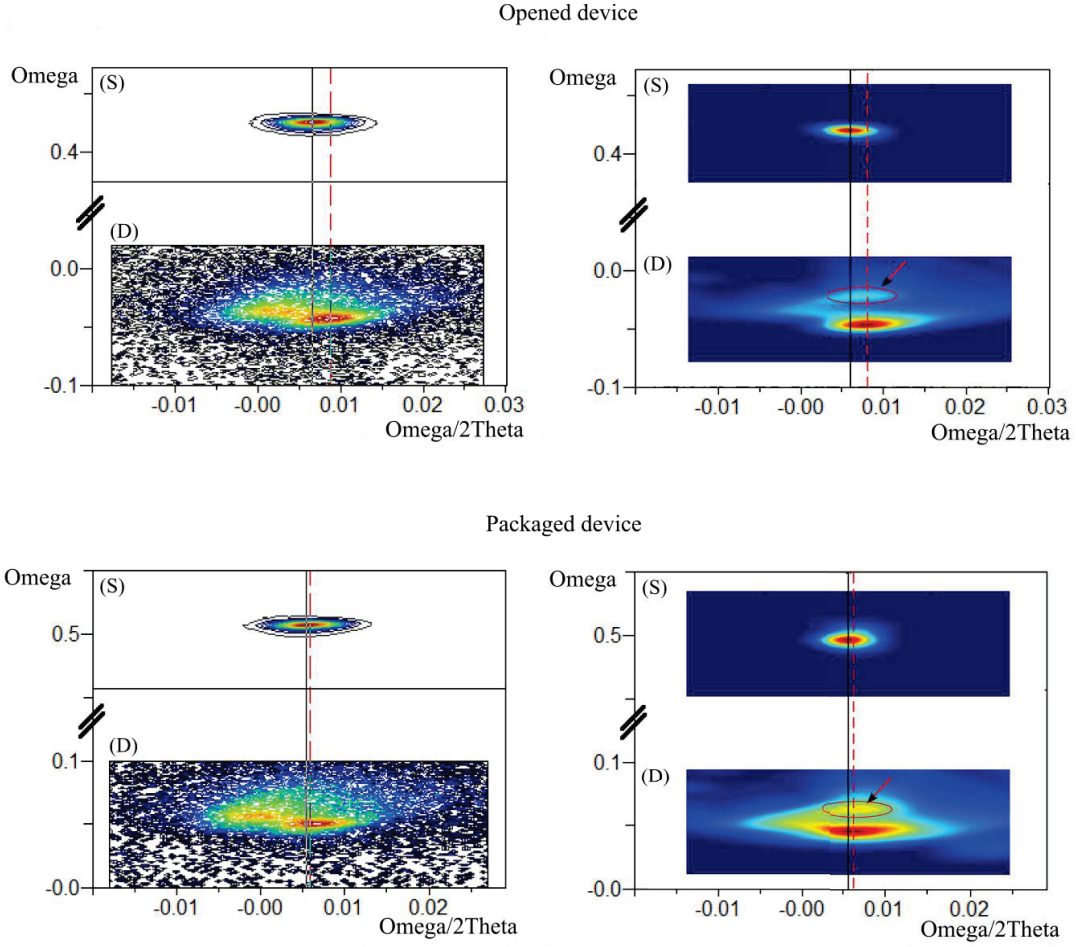 Opened device
Omega
(S)
0.4
(D)
0.0
-0.1
-0.01 -0.00 0.01 0.02 0.03
Omega/2Theta
Omega
(S)
0.4
(D)
0.0
-0.1
-0.01 -0.00 0.01 0.02 0.03
Omega/2Theta
Packaged device
Omega
(S)
0.5
(D)
0.1
-0.0
-0.01 -0.00 0.01 0.02
Omega/2Theta
Omega
(S)
0.5
(D)
0.1
-0.0
-0.01 -0.00 0.01 0.02
Omega/2Theta